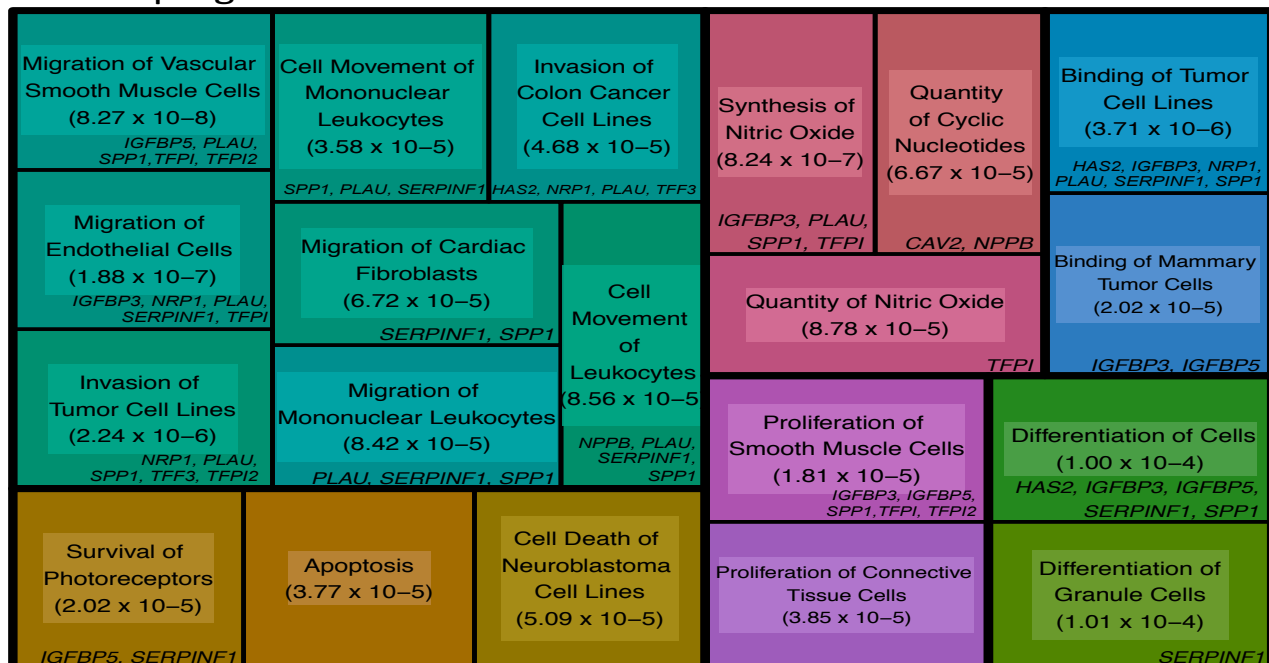 Migration of Vascular
Smooth Muscle Cells
(8.27 x 10–8)
IGFBP5, PLAU,
SPP1,TFPI, TFPI2
Cell Movement of
Mononuclear
Leukocytes
(3.58 x 10–5)
SPP1, PLAU, SERPINF1
Invasion of
Colon Cancer
Cell Lines
(4.68 x 10–5)
HAS2, NRP1, PLAU, TFF3
Synthesis of
Nitric Oxide
(8.24 x 10–7)
IGFBP3, PLAU,
SPP1, TFPI
Quantity
of Cyclic
Nucleotides
(6.67 x 10–5)
CAV2, NPPB
Binding of Tumor
Cell Lines
(3.71 x 10–6)
HAS2, IGFBP3, NRP1,
PLAU, SERPINF1, SPP1
Migration of
Endothelial Cells
(1.88 x 10–7)
IGFBP3, NRP1, PLAU,
SERPINF1, TFPI
Migration of Cardiac
Fibroblasts
(6.72 x 10–5)
SERPINF1, SPP1
Cell
Movement
of
Leukocytes
(8.56 x 10–5
NPPB, PLAU,
SERPINF1,
SPP1
Quantity of Nitric Oxide
(8.78 x 10–5)
TFPI
Binding of Mammary
Tumor Cells
(2.02 x 10–5)
IGFBP3, IGFBP5
Invasion of
Tumor Cell Lines
(2.24 x 10–6)
NRP1, PLAU,
SPP1, TFF3, TFPI2
Migration of
Mononuclear Leukocytes
(8.42 x 10–5)
PLAU, SERPINF1, SPP1
Proliferation of
Smooth Muscle Cells
(1.81 x 10–5)
IGFBP3, IGFBP5,
SPP1,TFPI, TFPI2
Differentiation of Cells
(1.00 x 10–4)
HAS2, IGFBP3, IGFBP5,
SERPINF1, SPP1
Survival of
Photoreceptors
(2.02 x 10–5)
IGFBP5, SERPINF1
Apoptosis
(3.77 x 10–5)
Cell Death of
Neuroblastoma
Cell Lines
(5.09 x 10–5)
Proliferation of Connective
Tissue Cells
(3.85 x 10–5)
Differentiation of
Granule Cells
(1.01 x 10–4)
SERPINF1